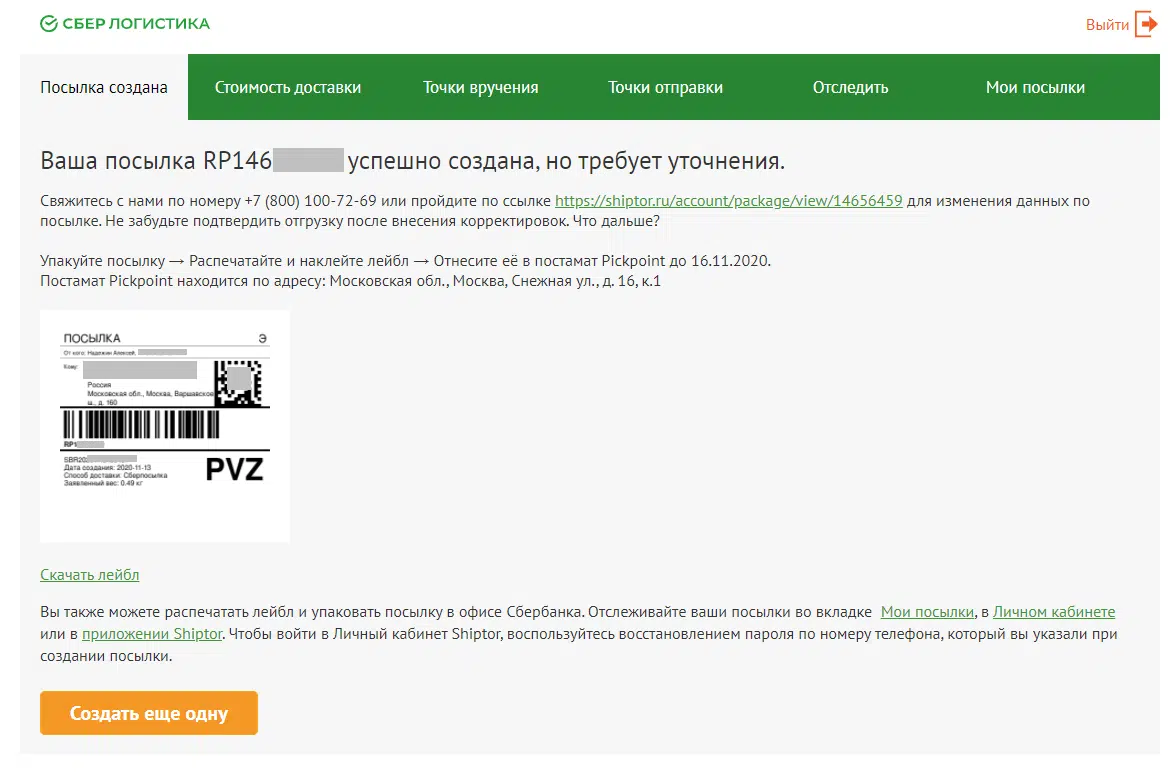 СБЕР ЛОГИСТИКА
Выйти
Посылка создана
Стоимость доставки
Точки вручения
Точки отправки
Отследить
Мои посылки
Ваша посылка RP146 успешно создана, но требует уточнения.
Свяжитесь с нами по номеру +7 (800) 100-72-69 или пройдите по ссылке https://shiptor.ru/account/package/view/14656459 для изменения данных по
посылке. Не забудьте подтвердить отгрузку после внесения корректировок. Что дальше?
Упакуйте посылку → Распечатайте и наклейте лейбл → Отнесите её в постамат Pickpoint до 16.11.2020.
Постамат Pickpoint находится по адресу: Московская обл., Москва, Снежная ул., д. 16, к.1
ПОСЫЛКА Э
От кого: Надежин Алексей,
Кому:
Россия
Московская обл., Москва, Варшавское
ш., д. 160
RP1
SBR20
Дата создания: 2020-11-13
Способ доставки: Сберпосылка
Заявленный вес: 0.49 кг
PVZ
Скачать лейбл
Вы также можете распечатать лейбл и упаковать посылку в офисе Сбербанка. Отслеживайте ваши посылки во вкладке Мои посылки, в Личном кабинете
или в приложении Shiptor. Чтобы войти в Личный кабинет Shiptor, воспользуйтесь восстановлением пароля по номеру телефона, который вы указали при
создании посылки.
Создать еще одну